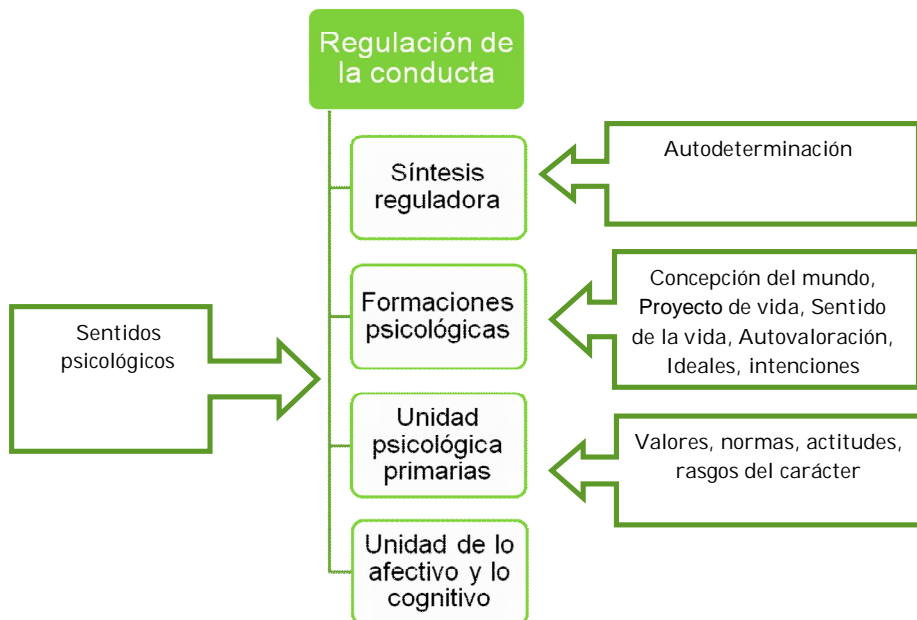 Regulación de
la conducta
Síntesis
reguladora
Autodeterminación
Formaciones
psicológicas
Concepción del mundo,
Proyecto de vida, Sentido
de la vida, Autovaloración,
Ideales, intenciones
Sentidos
psicológicos
Unidad
psicológica
primarias
Valores, normas, actitudes,
rasgos del carácter
Unidad de lo
afectivo y lo
cognitivo